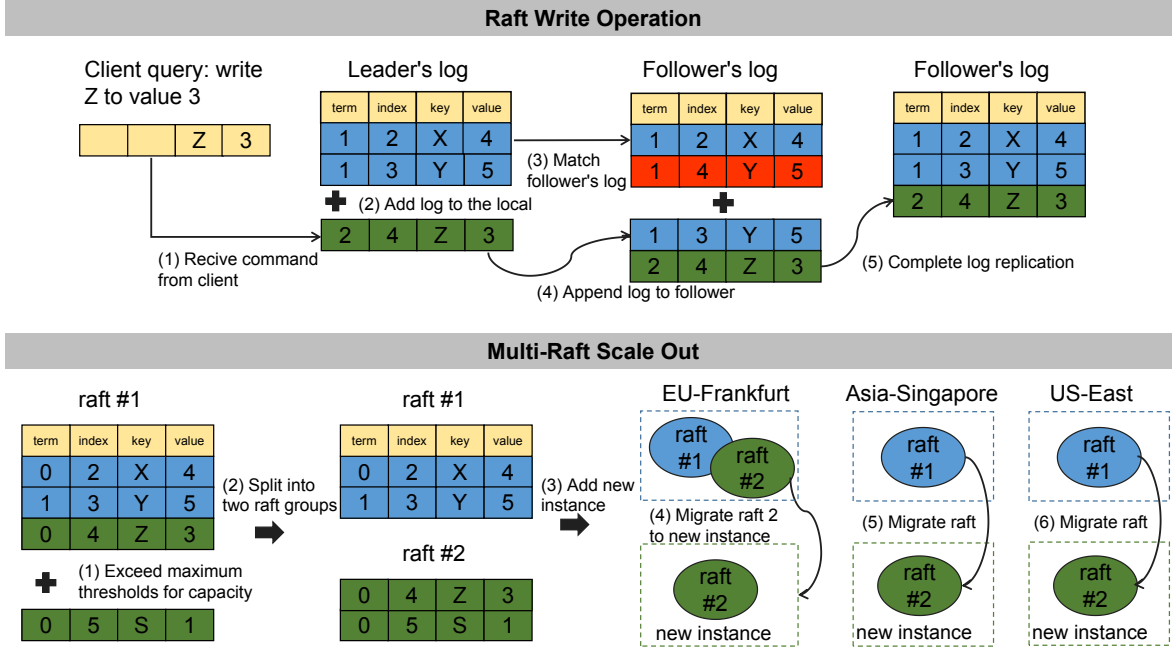 Raft Write Operation
Client query: write
Z to value 3
Z 3
(1) Recive command
from client
Leader's log
term index key value
1 2 X 4
1 3 Y 5
(2) Add log to the local
2 4 Z 3
(3) Match
follower's log
(4) Append log to follower
Follower's log
term index key value
1 2 X 4
1 4 Y 5
1 3 Y 5
2 4 Z 3
(5) Complete log replication
Follower's log
term index key value
1 2 X 4
1 3 Y 5
2 4 Z 3
Multi-Raft Scale Out
raft #1
term index key value
0 2 X 4
1 3 Y 5
0 4 Z 3
(1) Exceed maximum
thresholds for capacity
0 5 S 1
(2) Split into
two raft groups
raft #1
term index key value
0 2 X 4
1 3 Y 5
raft #2
0 4 Z 3
0 5 S 1
(3) Add new
instance
EU-Frankfurt
raft
#1
raft
#2
(4) Migrate raft 2
to new instance
raft
#2
new instance
Asia-Singapore
raft
#1
(5) Migrate raft
raft
#2
new instance
US-East
raft
#1
(6) Migrate raft
raft
#2
new instance